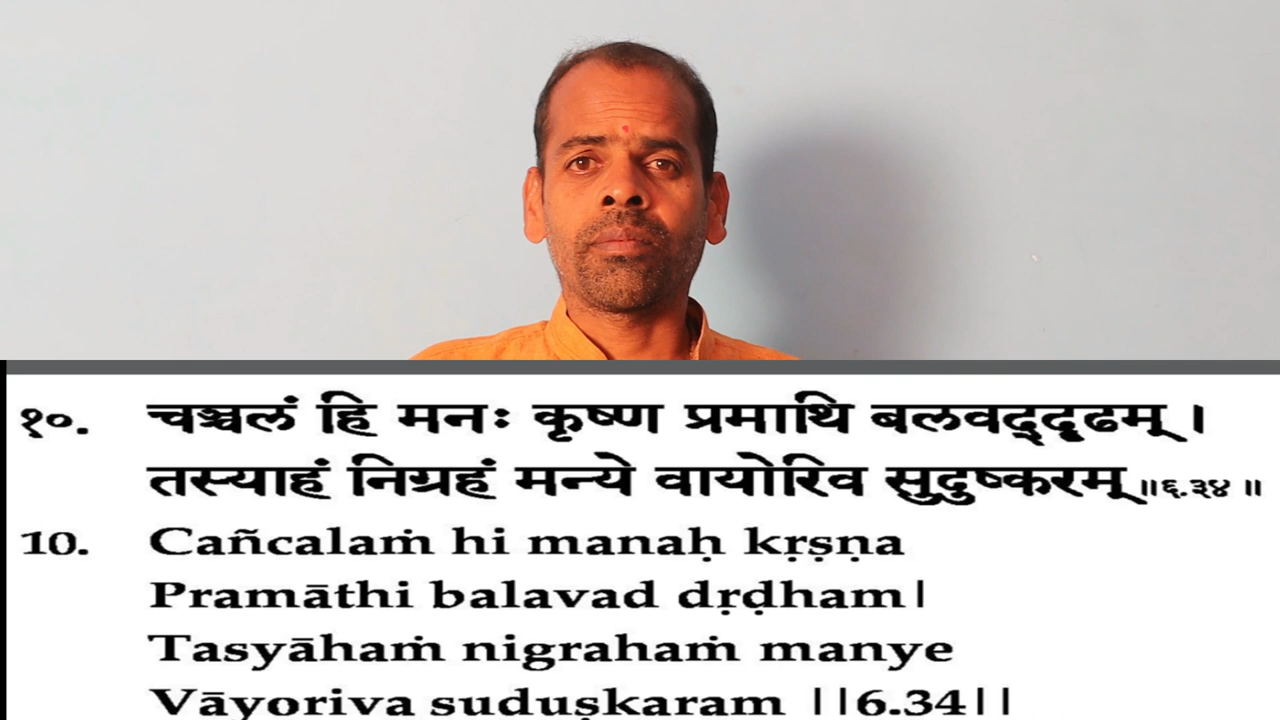 १०. चञ्चलं हि मनः कृष्ण प्रमाथि बलवद्दृढम् ।
तस्याहं निग्रहं मन्ये वायोरिव सुदुष्करम् ॥६.३४ ॥
10. Cañcalaṁ hi manaḥ kṛṣṇa
Pramāthi balavad dṛḍham|
Tasyāhaṁ nigrahaṁ manye
Vāyoriva suduṣkaram ||6.34||